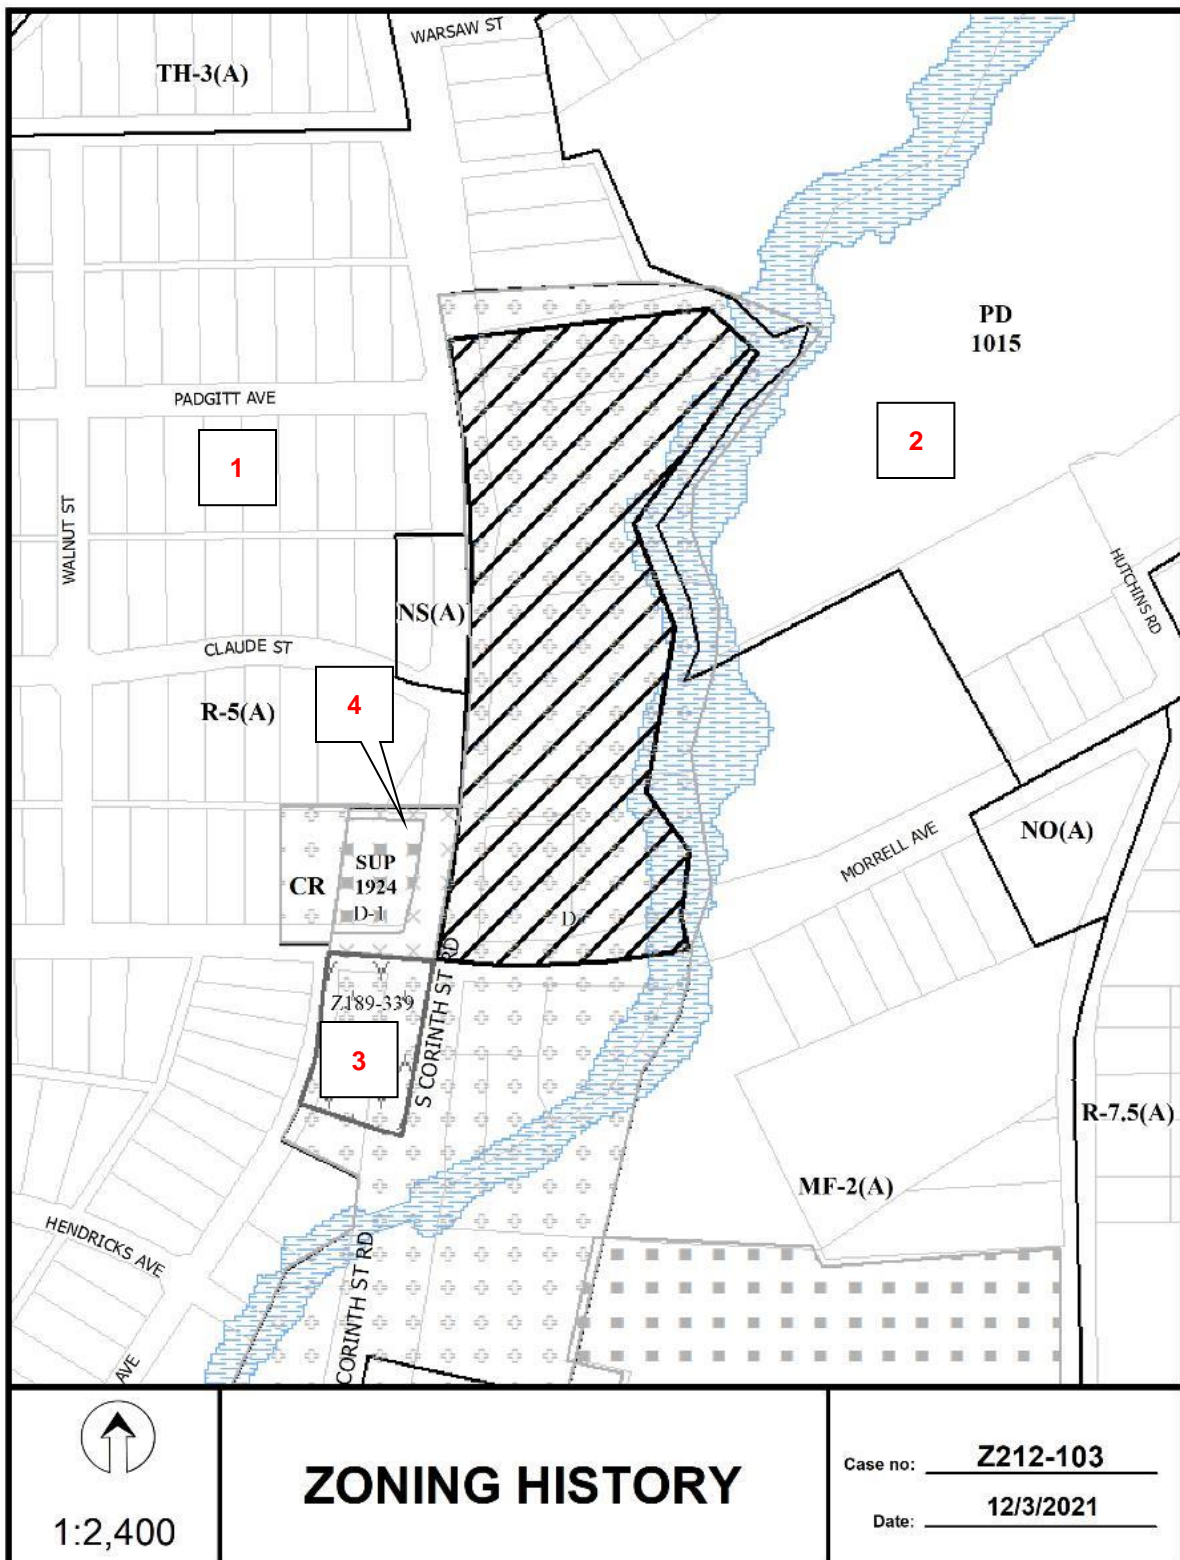 WARSAW ST
TH-3(A)
PD
1015
PADGITT AVE
1
2
WALNUT ST
HUTCHINS RD
NS(A)
CLAUDE ST
R-5(A)
4
NO(A)
MORRELL AVE
SUP
1924
D-1
CR
D
S CORINTH ST RD
Z189-339
3
R-7.5(A)
MF-2(A)
HENDRICKS AVE
CORINTH ST RD
AVE
1:2,400
ZONING HISTORY
Case no: Z212-103
Date: 12/3/2021